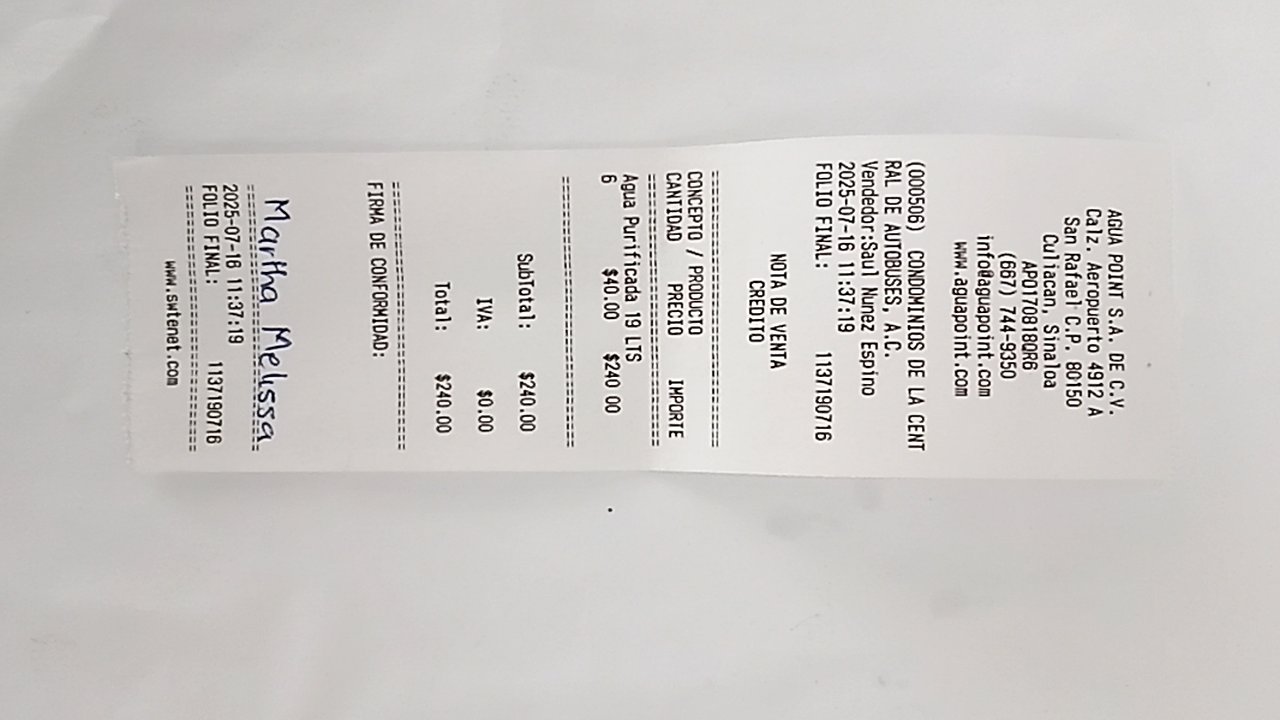 AGUA POINT S.A. DE C.V.
Calz. Aeropuerto 4912 A
San Rafael C.P. 80150
Culiacan, Sinaloa
APO170818QR6
(667) 744-9350
info@aguapoint.com
www.aguapoint.com
NOTA DE VENTA
CREDITO
(000506) CONDOMINIOS DE LA CENT
RAL DE AUTOBUSES, A.C.
Vendedor:Saul Nunez Espino
2025-07-16 11:37:19
FOLIO FINAL: 1137190716
==============================
CONCEPTO / PRODUCTO
CANTIDAD PRECIO IMPORTE
==============================
Agua Purificada 19 LTS
6 $40.00 $240 00
==============================
SubTotal: $240.00
IVA: $0.00
Total: $240.00
==============================
FIRMA DE CONFORMIDAD:
Martha Melissa
==============================
2025-07-16 11:37:19
FOLIO FINAL: 1137190716
==============================
www.swtenet.com